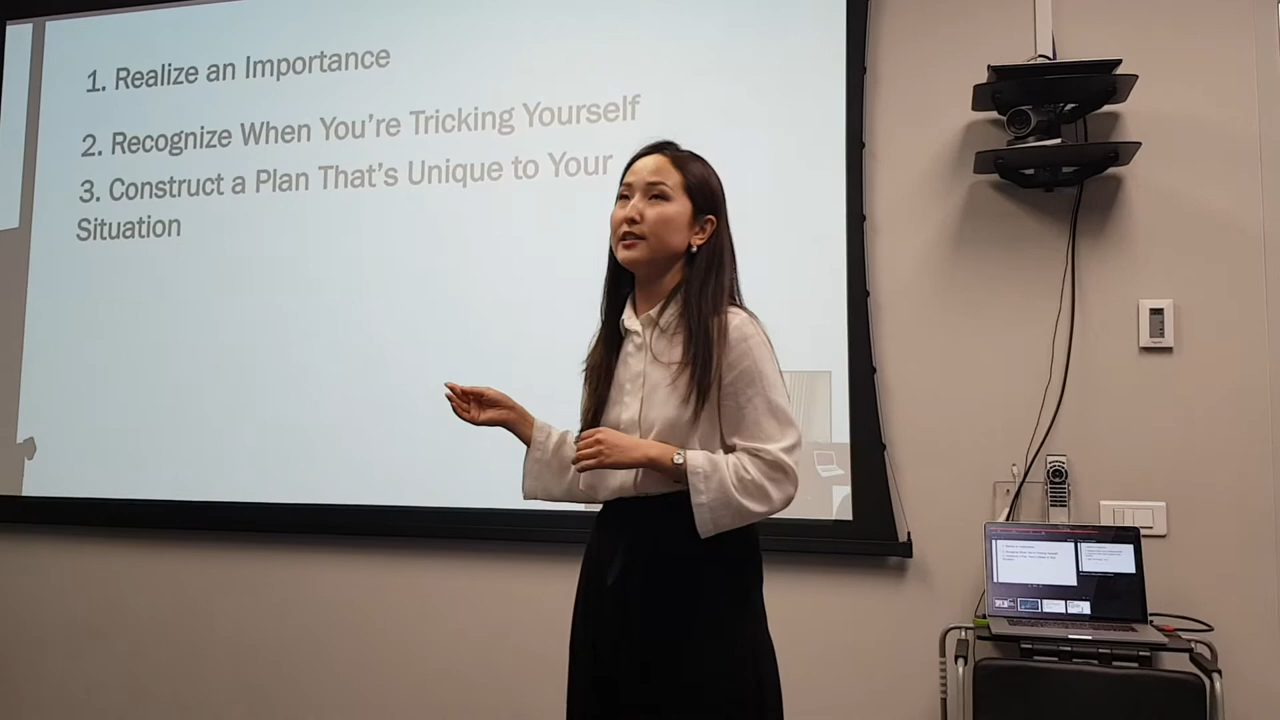 1. Realize an Importance
2. Recognize When You're Tricking Yourself
3. Construct a Plan That's Unique to Your
Situation